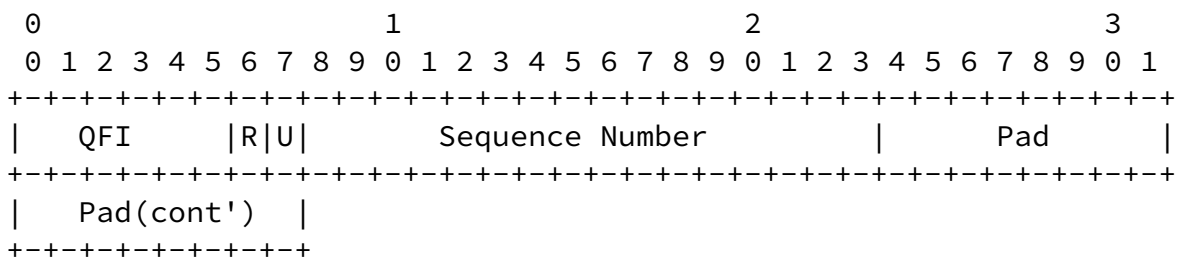 0                   1                   2                   3
 0 1 2 3 4 5 6 7 8 9 0 1 2 3 4 5 6 7 8 9 0 1 2 3 4 5 6 7 8 9 0 1
+-+-+-+-+-+-+-+-+-+-+-+-+-+-+-+-+-+-+-+-+-+-+-+-+-+-+-+-+-+-+-+-+
|   QFI     |R|U|       Sequence Number         |      Pad      |
+-+-+-+-+-+-+-+-+-+-+-+-+-+-+-+-+-+-+-+-+-+-+-+-+-+-+-+-+-+-+-+-+
|   Pad(cont')  |
+-+-+-+-+-+-+-+-+